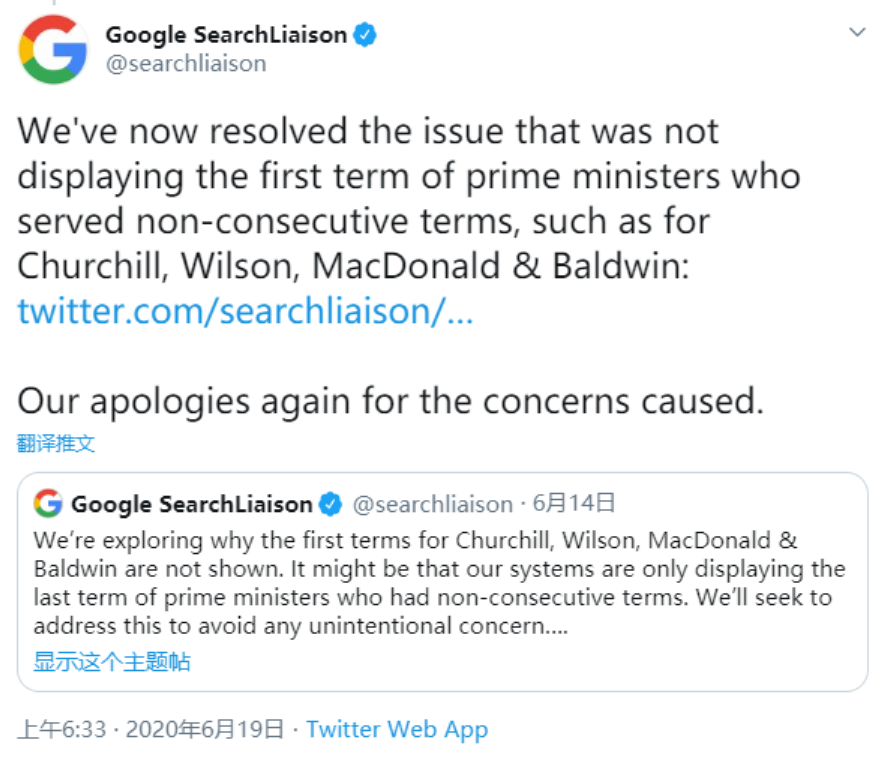 Google SearchLiaison
@searchliaison
We've now resolved the issue that was not
displaying the first term of prime ministers who
served non-consecutive terms, such as for
Churchill, Wilson, MacDonald & Baldwin:
twitter.com/searchliaison/...
Our apologies again for the concerns caused.
翻译推文
Google SearchLiaison @searchliaison · 6月14日
We’re exploring why the first terms for Churchill, Wilson, MacDonald &
Baldwin are not shown. It might be that our systems are only displaying the
last term of prime ministers who had non-consecutive terms. We’ll seek to
address this to avoid any unintentional concern....
显示这个主题帖
上午6:33 · 2020年6月19日 · Twitter Web App